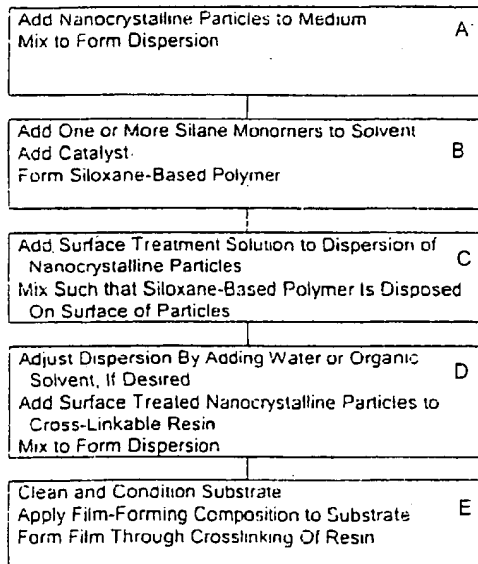 Add Nanocrystalline Particles to Medium A
Mix to Form Dispersion
Add One or More Silane Monomers to Solvent
Add Catalyst B
Form Siloxane-Based Polymer
Add Surface Treatment Solution to Dispersion of
Nanocrystalline Particles C
Mix Such that Siloxane-Based Polymer Is Disposed
On Surface of Particles
Adjust Dispersion By Adding Water or Organic
Solvent, If Desired D
Add Surface Treated Nanocrystalline Particles to
Cross-Linkable Resin
Mix to Form Dispersion
Clean and Condition Substrate
Apply Film-Forming Composition to Substrate E
Form Film Through Crosslinking Of Resin